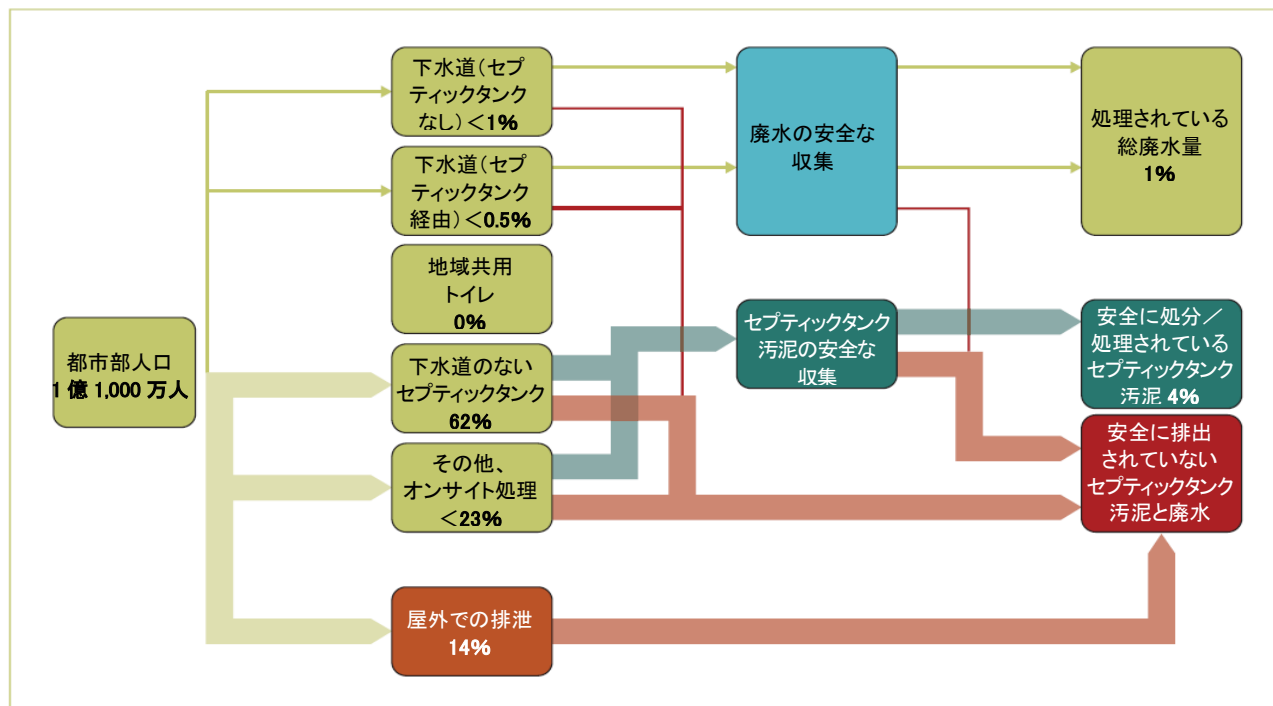 都市部人口
1 億 1,000 万人
下水道（セプ
ティックタンク
なし）＜1%
下水道（セプ
ティックタンク
経由）＜0.5%
地域共用
トイレ
0%
下水道のない
セプティックタンク
62%
その他、
オンサイト処理
＜23%
屋外での排泄
14%
廃水の安全な
収集
セプティックタンク
汚泥の安全な
収集
処理されている
総廃水量
1%
安全に処分／
処理されている
セプティックタンク
汚泥 4%
安全に排出
されていない
セプティックタンク
汚泥と廃水